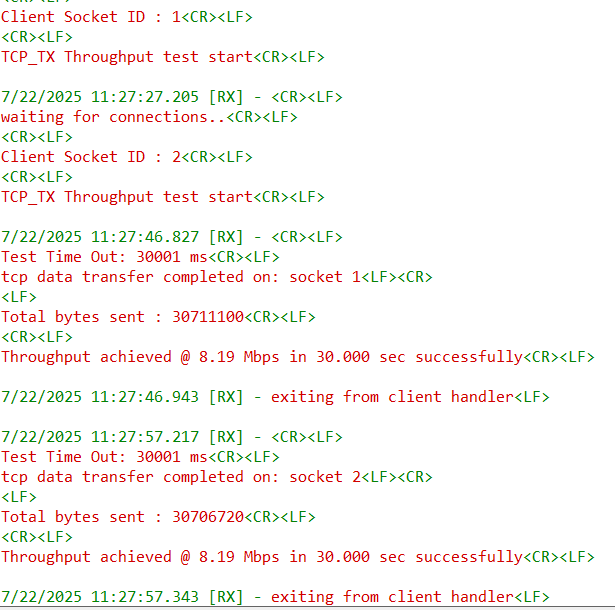 Client Socket ID : 1<CR><LF>
<CR><LF>
TCP_TX Throughput test start<CR><LF>
7/22/2025 11:27:27.205 [RX] - <CR><LF>
waiting for connections..<CR><LF>
<CR><LF>
Client Socket ID : 2<CR><LF>
<CR><LF>
TCP_TX Throughput test start<CR><LF>
7/22/2025 11:27:46.827 [RX] - <CR><LF>
Test Time Out: 30001 ms<CR><LF>
tcp data transfer completed on: socket 1<LF><CR>
<LF>
Total bytes sent : 30711100<CR><LF>
<CR><LF>
Throughput achieved @ 8.19 Mbps in 30.000 sec successfully<CR><LF>
7/22/2025 11:27:46.943 [RX] - exiting from client handler<LF>
7/22/2025 11:27:57.217 [RX] - <CR><LF>
Test Time Out: 30001 ms<CR><LF>
tcp data transfer completed on: socket 2<LF><CR>
<LF>
Total bytes sent : 30706720<CR><LF>
<CR><LF>
Throughput achieved @ 8.19 Mbps in 30.000 sec successfully<CR><LF>
7/22/2025 11:27:57.343 [RX] - exiting from client handler<LF>